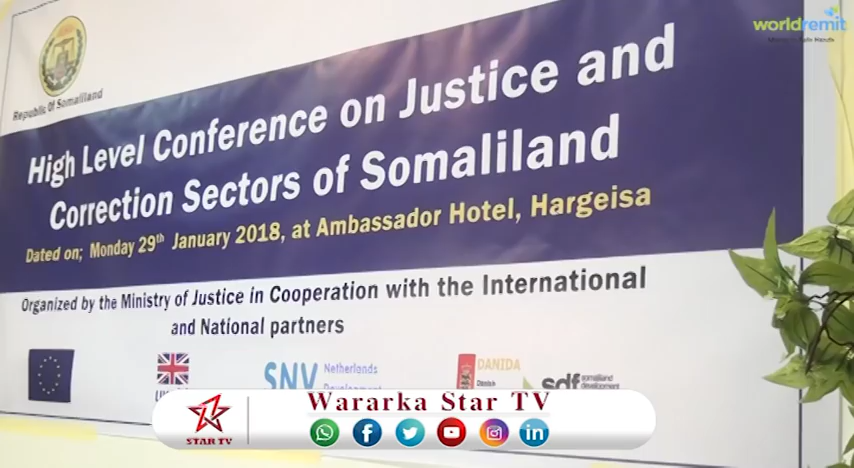 worldremit
Republic Of Somaliland
High Level Conference on Justice and
Correction Sectors of Somaliland
Dated on; Monday 29th January 2018, at Ambassador Hotel, Hargeisa
Organized by the Ministry of Justice in Cooperation with the International
and National partners
SNV Netherlands
Development
DANIDA
sdf somaliland
development
Wararka Star TV
STAR TV